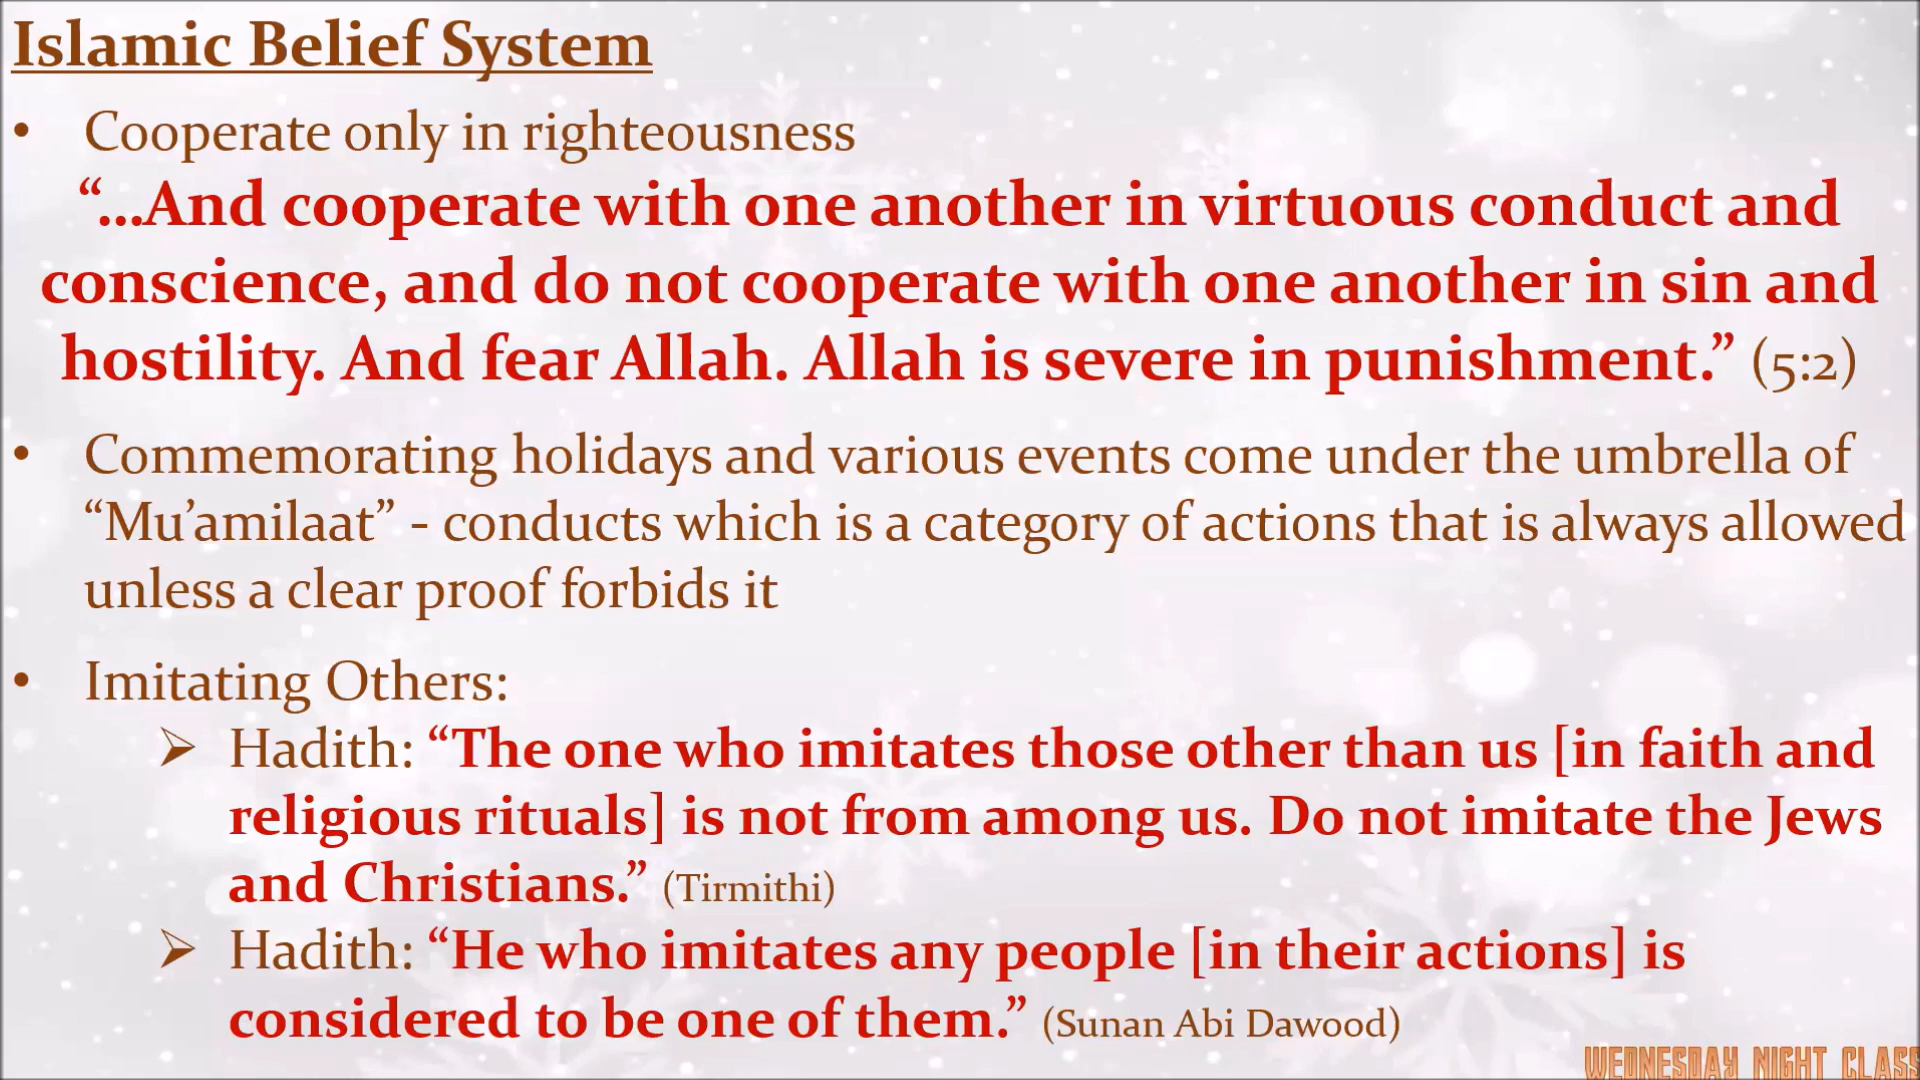 Islamic Belief System
• Cooperate only in righteousness
“...And cooperate with one another in virtuous conduct and
conscience, and do not cooperate with one another in sin and
hostility. And fear Allah. Allah is severe in punishment.” (5:2)
• Commemorating holidays and various events come under the umbrella of
“Mu’amilaat” - conducts which is a category of actions that is always allowed
unless a clear proof forbids it
• Imitating Others:
➢ Hadith: “The one who imitates those other than us [in faith and
religious rituals] is not from among us. Do not imitate the Jews
and Christians.” (Tirmithi)
➢ Hadith: “He who imitates any people [in their actions] is
considered to be one of them.” (Sunan Abi Dawood)
WEDNESDAY NIGHT CLASS